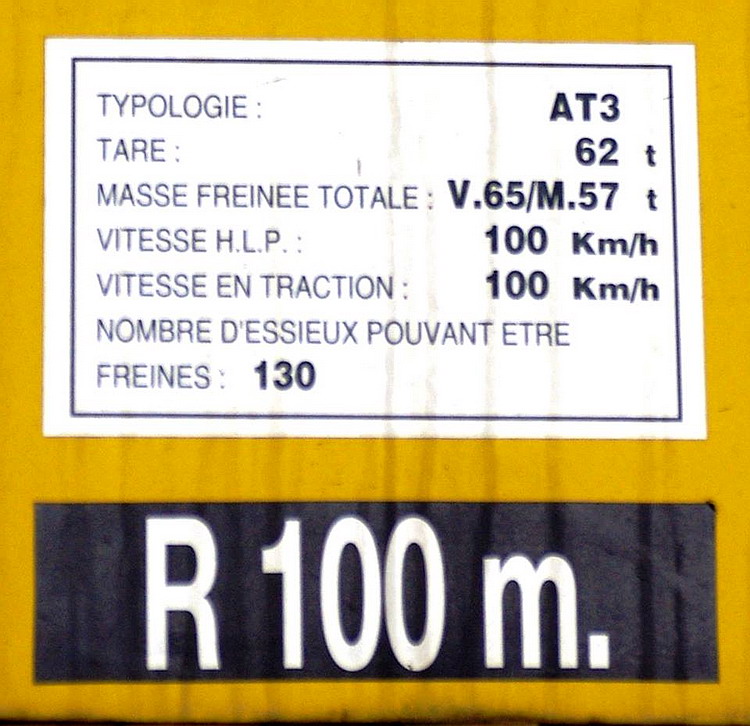 TYPOLOGIE : AT3
TARE : 62 t
MASSE FREINEE TOTALE : V.65/M.57 t
VITESSE H.L.P. : 100 Km/h
VITESSE EN TRACTION : 100 Km/h
NOMBRE D'ESSIEUX POUVANT ETRE
FREINES : 130
R 100 m.